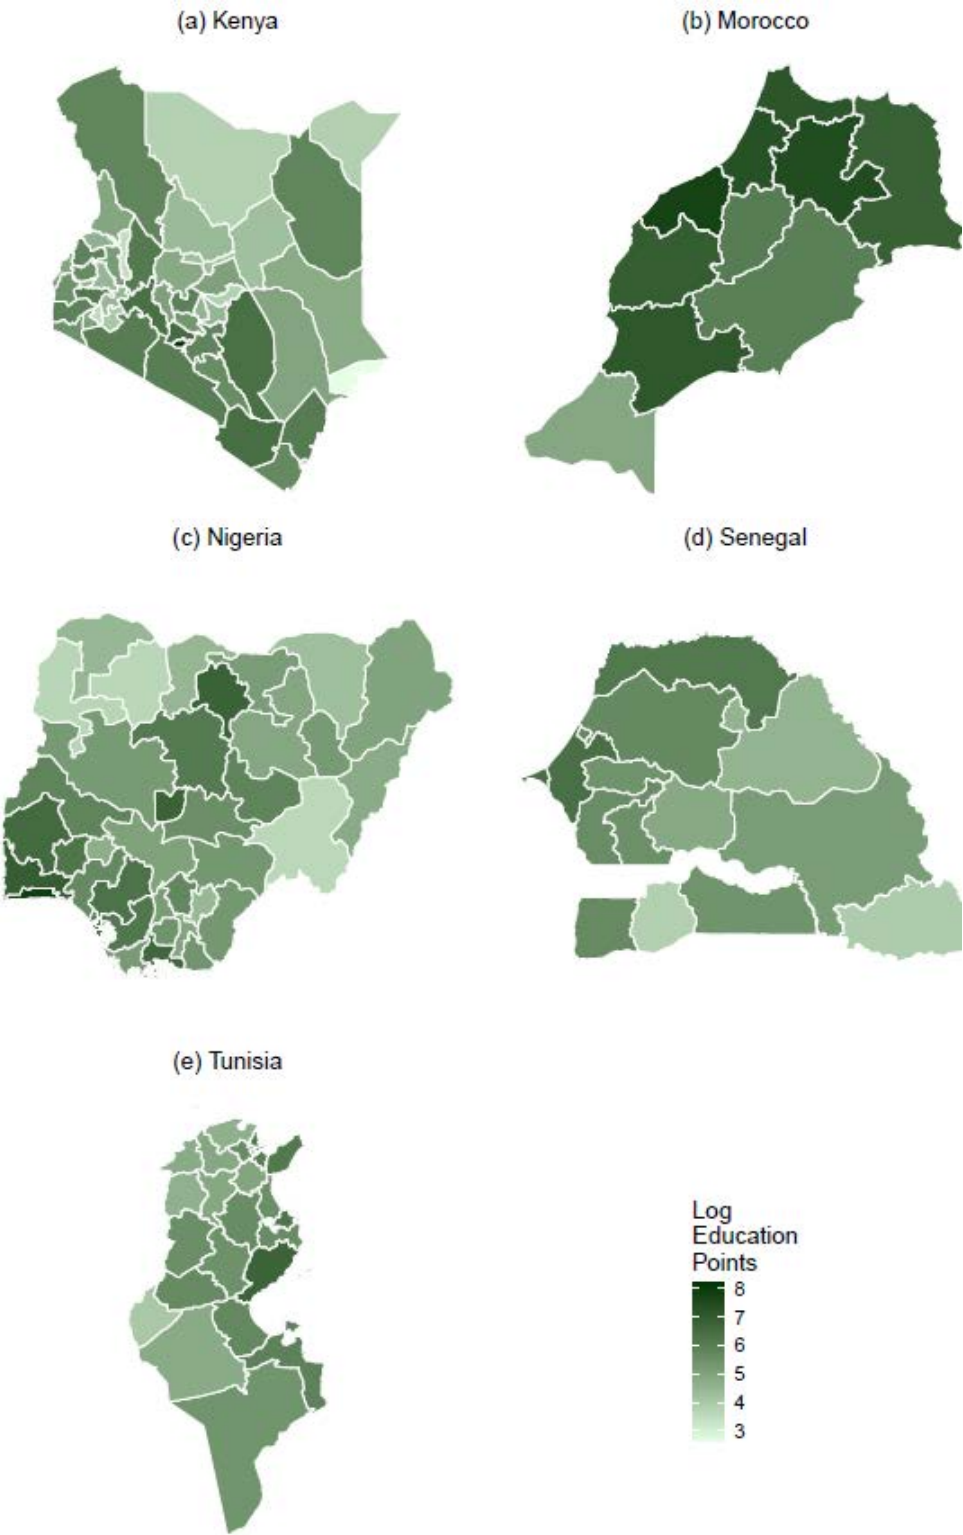 (a) Kenya
(b) Morocco
(c) Nigeria
(d) Senegal
(e) Tunisia
Log
Education
Points
8
7
6
5
4
3